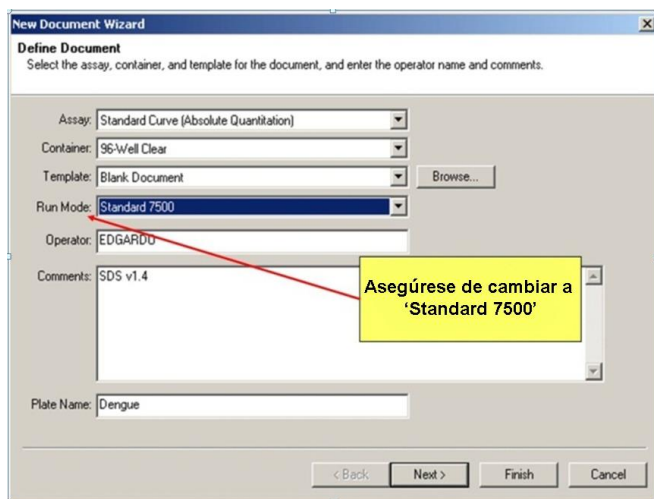 New Document Wizard
Define Document
Select the assay, container, and template for the document, and enter the operator name and comments.
Assay: Standard Curve (Absolute Quantitation)
Container: 96-Well Clear
Template: Blank Document Browse...
Run Mode: Standard 7500
Operator: EDGARDO
Comments: SDS v1.4
Asegúrese de cambiar a
‘Standard 7500’
Plate Name: Dengue
< Back Next > Finish Cancel